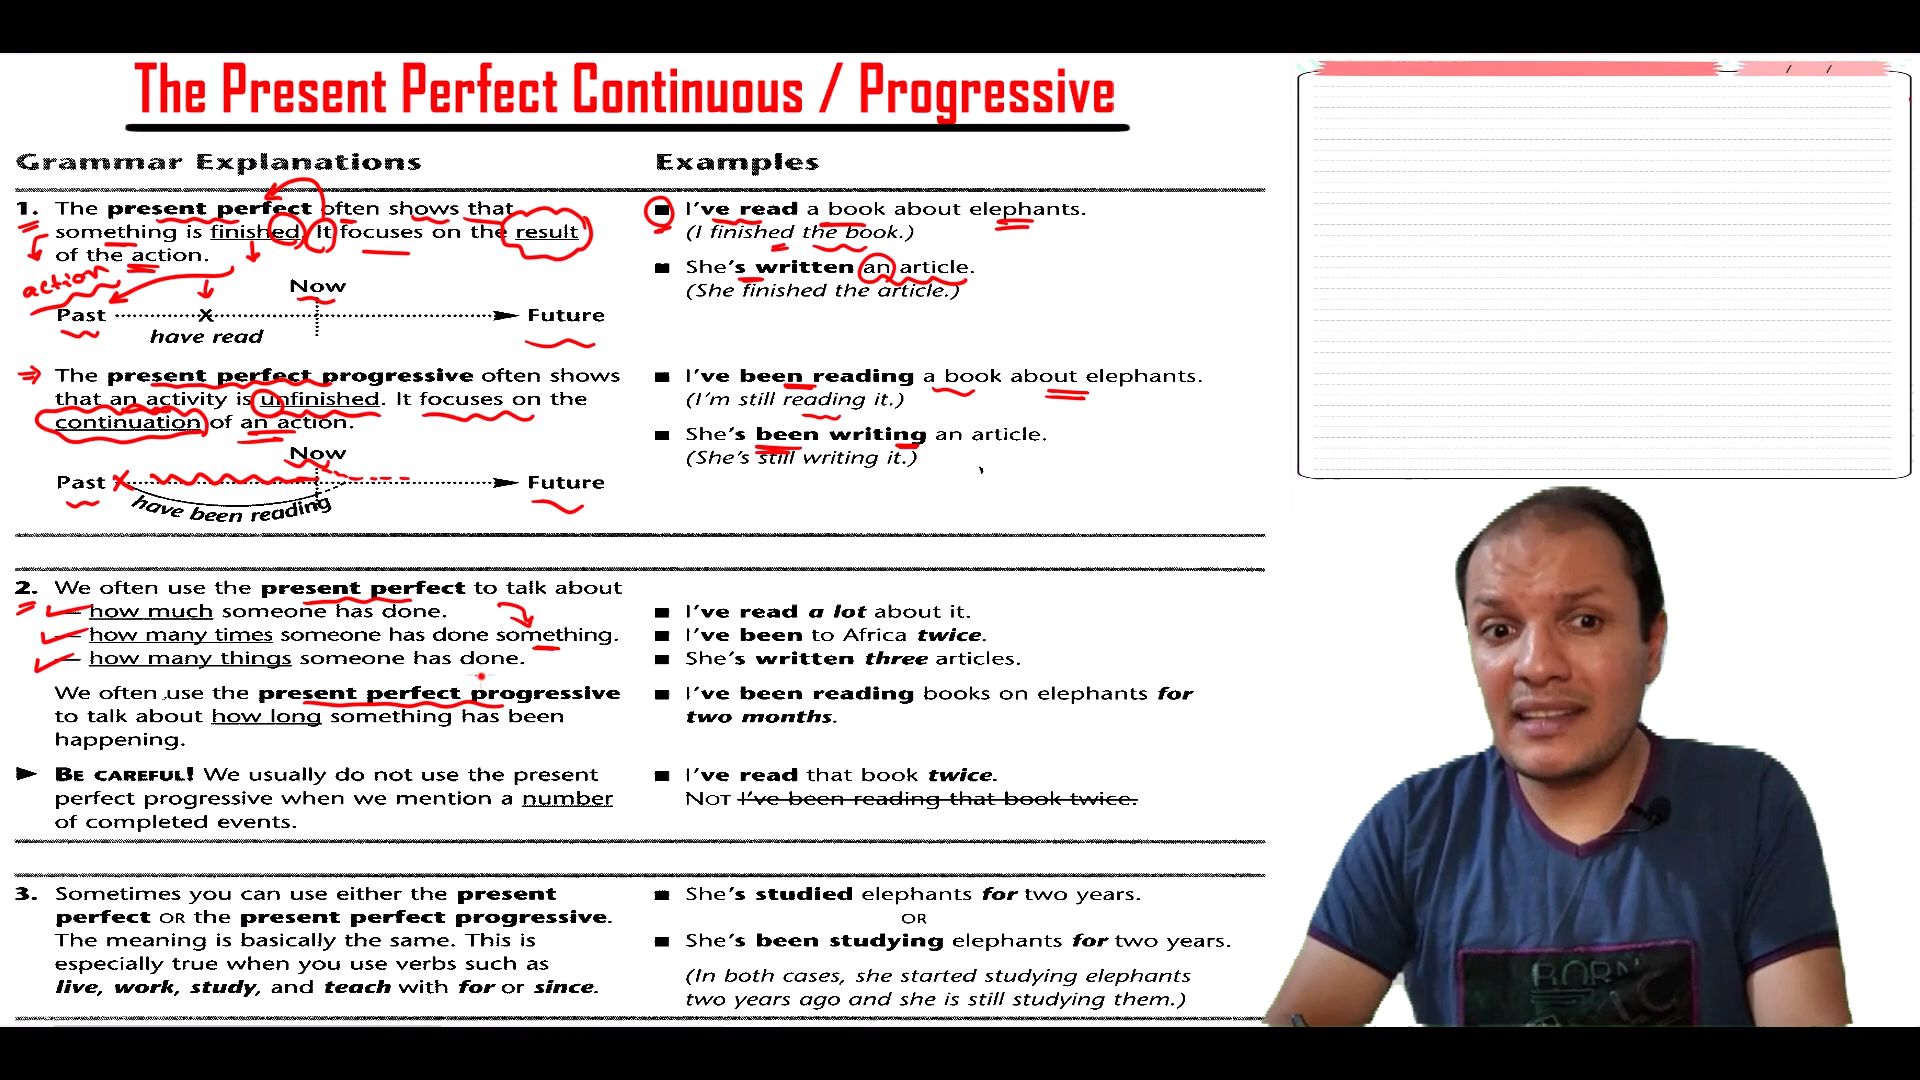 The Present Perfect Continuous / Progressive
/ /
Grammar Explanations
Examples
1. The present perfect often shows that
something is finished. It focuses on the result
of the action.
action
Now
Past
x
Future
have read
■ I've read a book about elephants.
(I finished the book.)
■ She's written an article.
(She finished the article.)
The present perfect progressive often shows
that an activity is unfinished. It focuses on the
continuation of an action.
Now
Past
Future
have been reading
■ I've been reading a book about elephants.
(I'm still reading it.)
■ She's been writing an article.
(She's still writing it.)
2. We often use the present perfect to talk about
— how much someone has done.
— how many times someone has done something.
— how many things someone has done.
■ I've read a lot about it.
■ I've been to Africa twice.
■ She's written three articles.
We often use the present perfect progressive
to talk about how long something has been
happening.
■ I've been reading books on elephants for
two months.
► BE CAREFUL! We usually do not use the present
perfect progressive when we mention a number
of completed events.
■ I've read that book twice.
NOT I've been reading that book twice.
3. Sometimes you can use either the present
perfect OR the present perfect progressive.
The meaning is basically the same. This is
especially true when you use verbs such as
live, work, study, and teach with for or since.
■ She's studied elephants for two years.
OR
■ She's been studying elephants for two years.
(In both cases, she started studying elephants
two years ago and she is still studying them.)
BORN